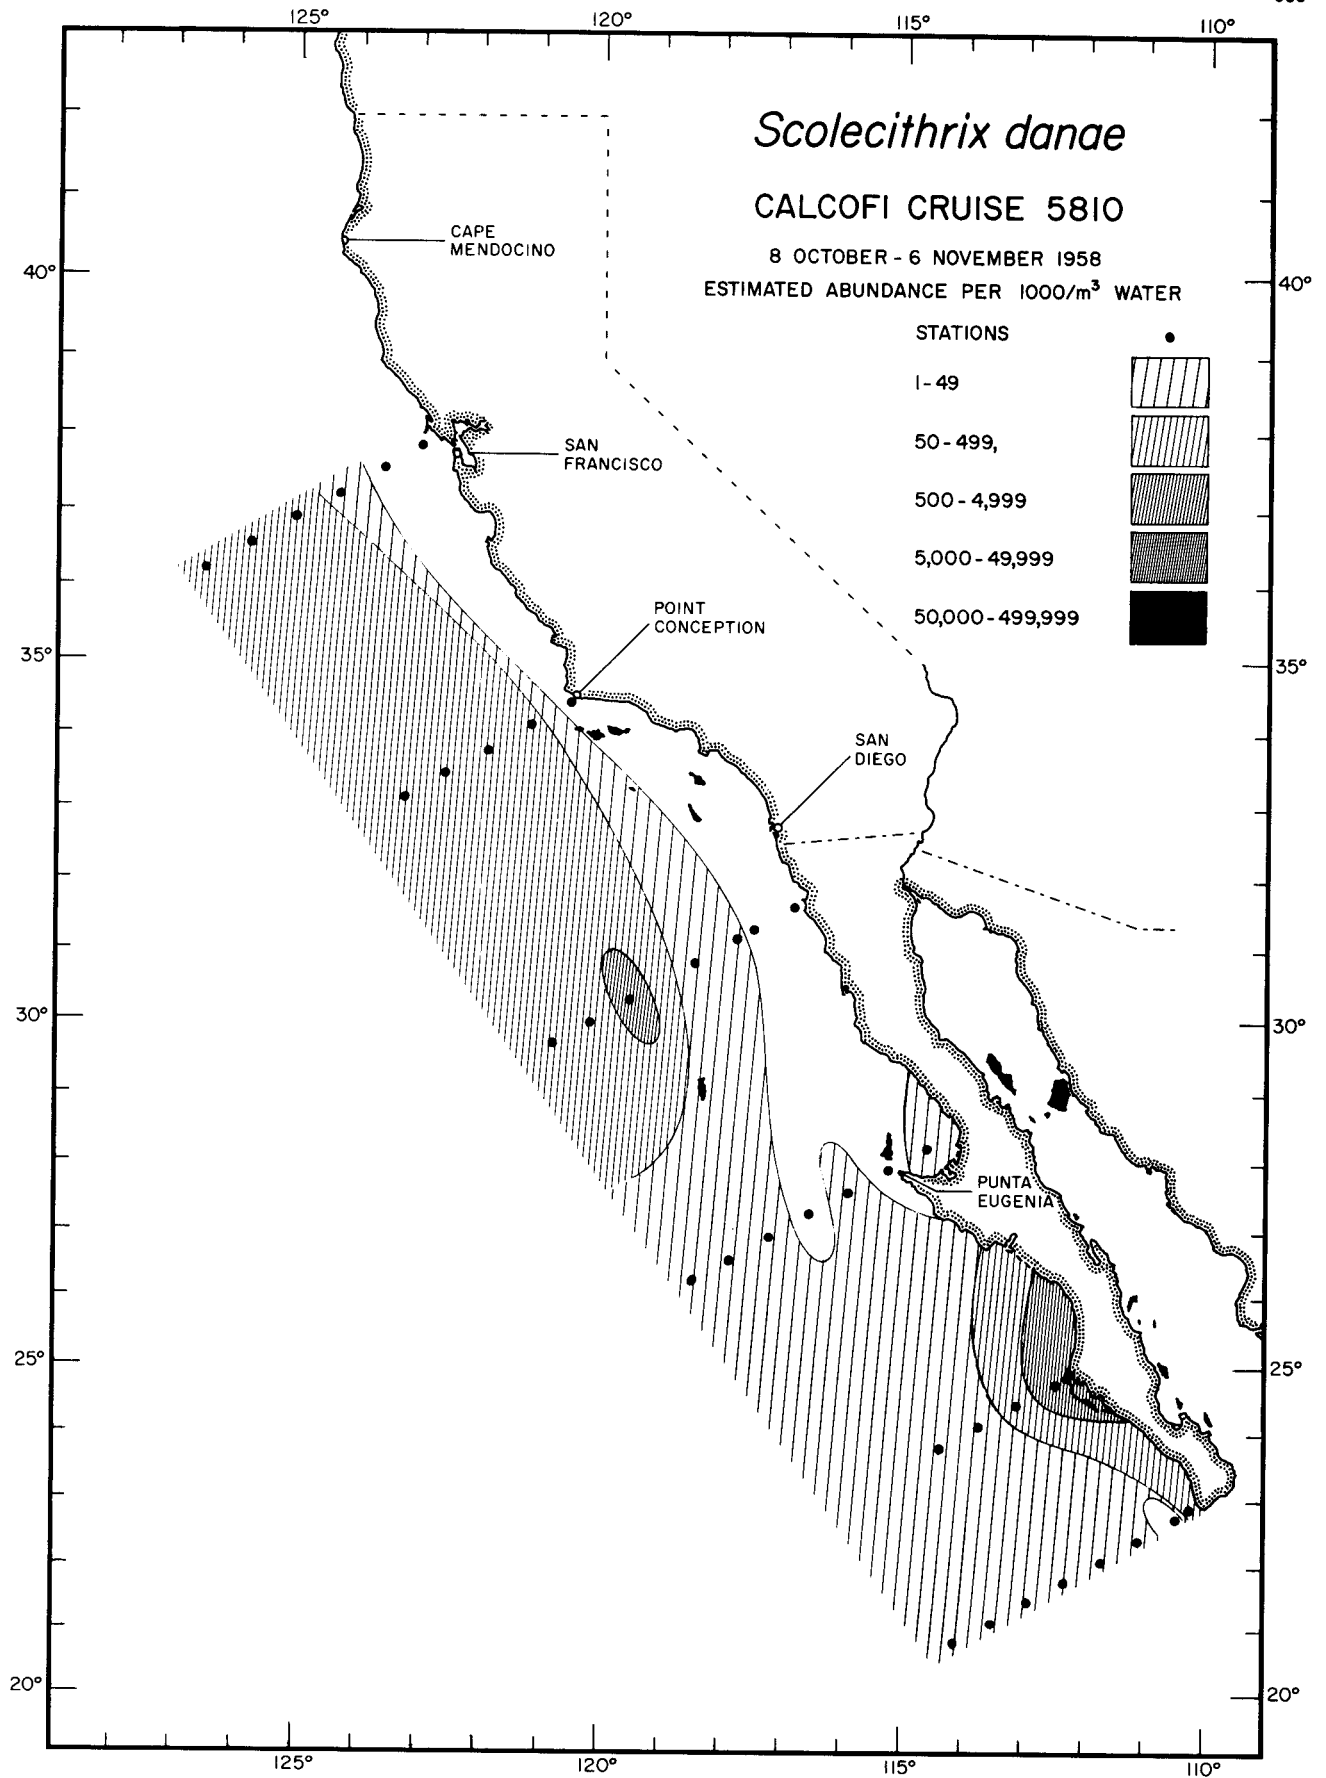 125° 120° 115° 110°
Scolecithrix danae
CALCOFI CRUISE 5810
8 OCTOBER - 6 NOVEMBER 1958
ESTIMATED ABUNDANCE PER 1000/m³ WATER
STATIONS
1-49
50-499,
500-4,999
5,000-49,999
50,000-499,999
CAPE
MENDOCINO
40° 40°
SAN
FRANCISCO
POINT
CONCEPTION
35° 35°
SAN
DIEGO
30° 30°
PUNTA
EUGENIA
25° 25°
20° 20°
125° 120° 115° 110°